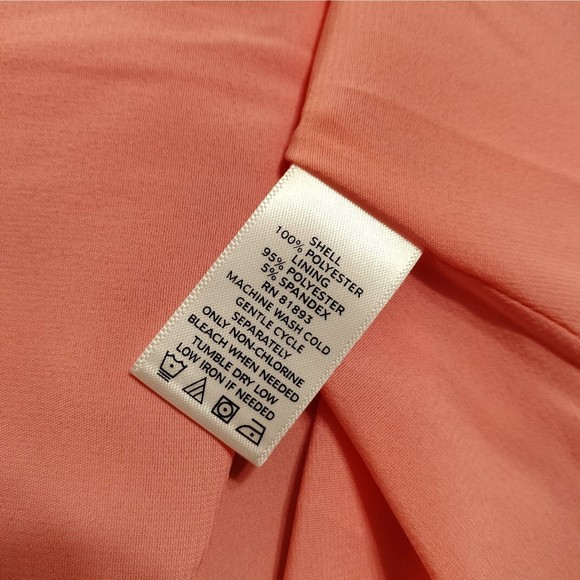 SHELL
100% POLYESTER
LINING
95% POLYESTER
5% SPANDEX
RN 81893
MACHINE WASH COLD
GENTLE CYCLE
SEPARATELY
ONLY NON-CHLORINE
BLEACH WHEN NEEDED
TUMBLE DRY LOW
LOW IRON IF NEEDED